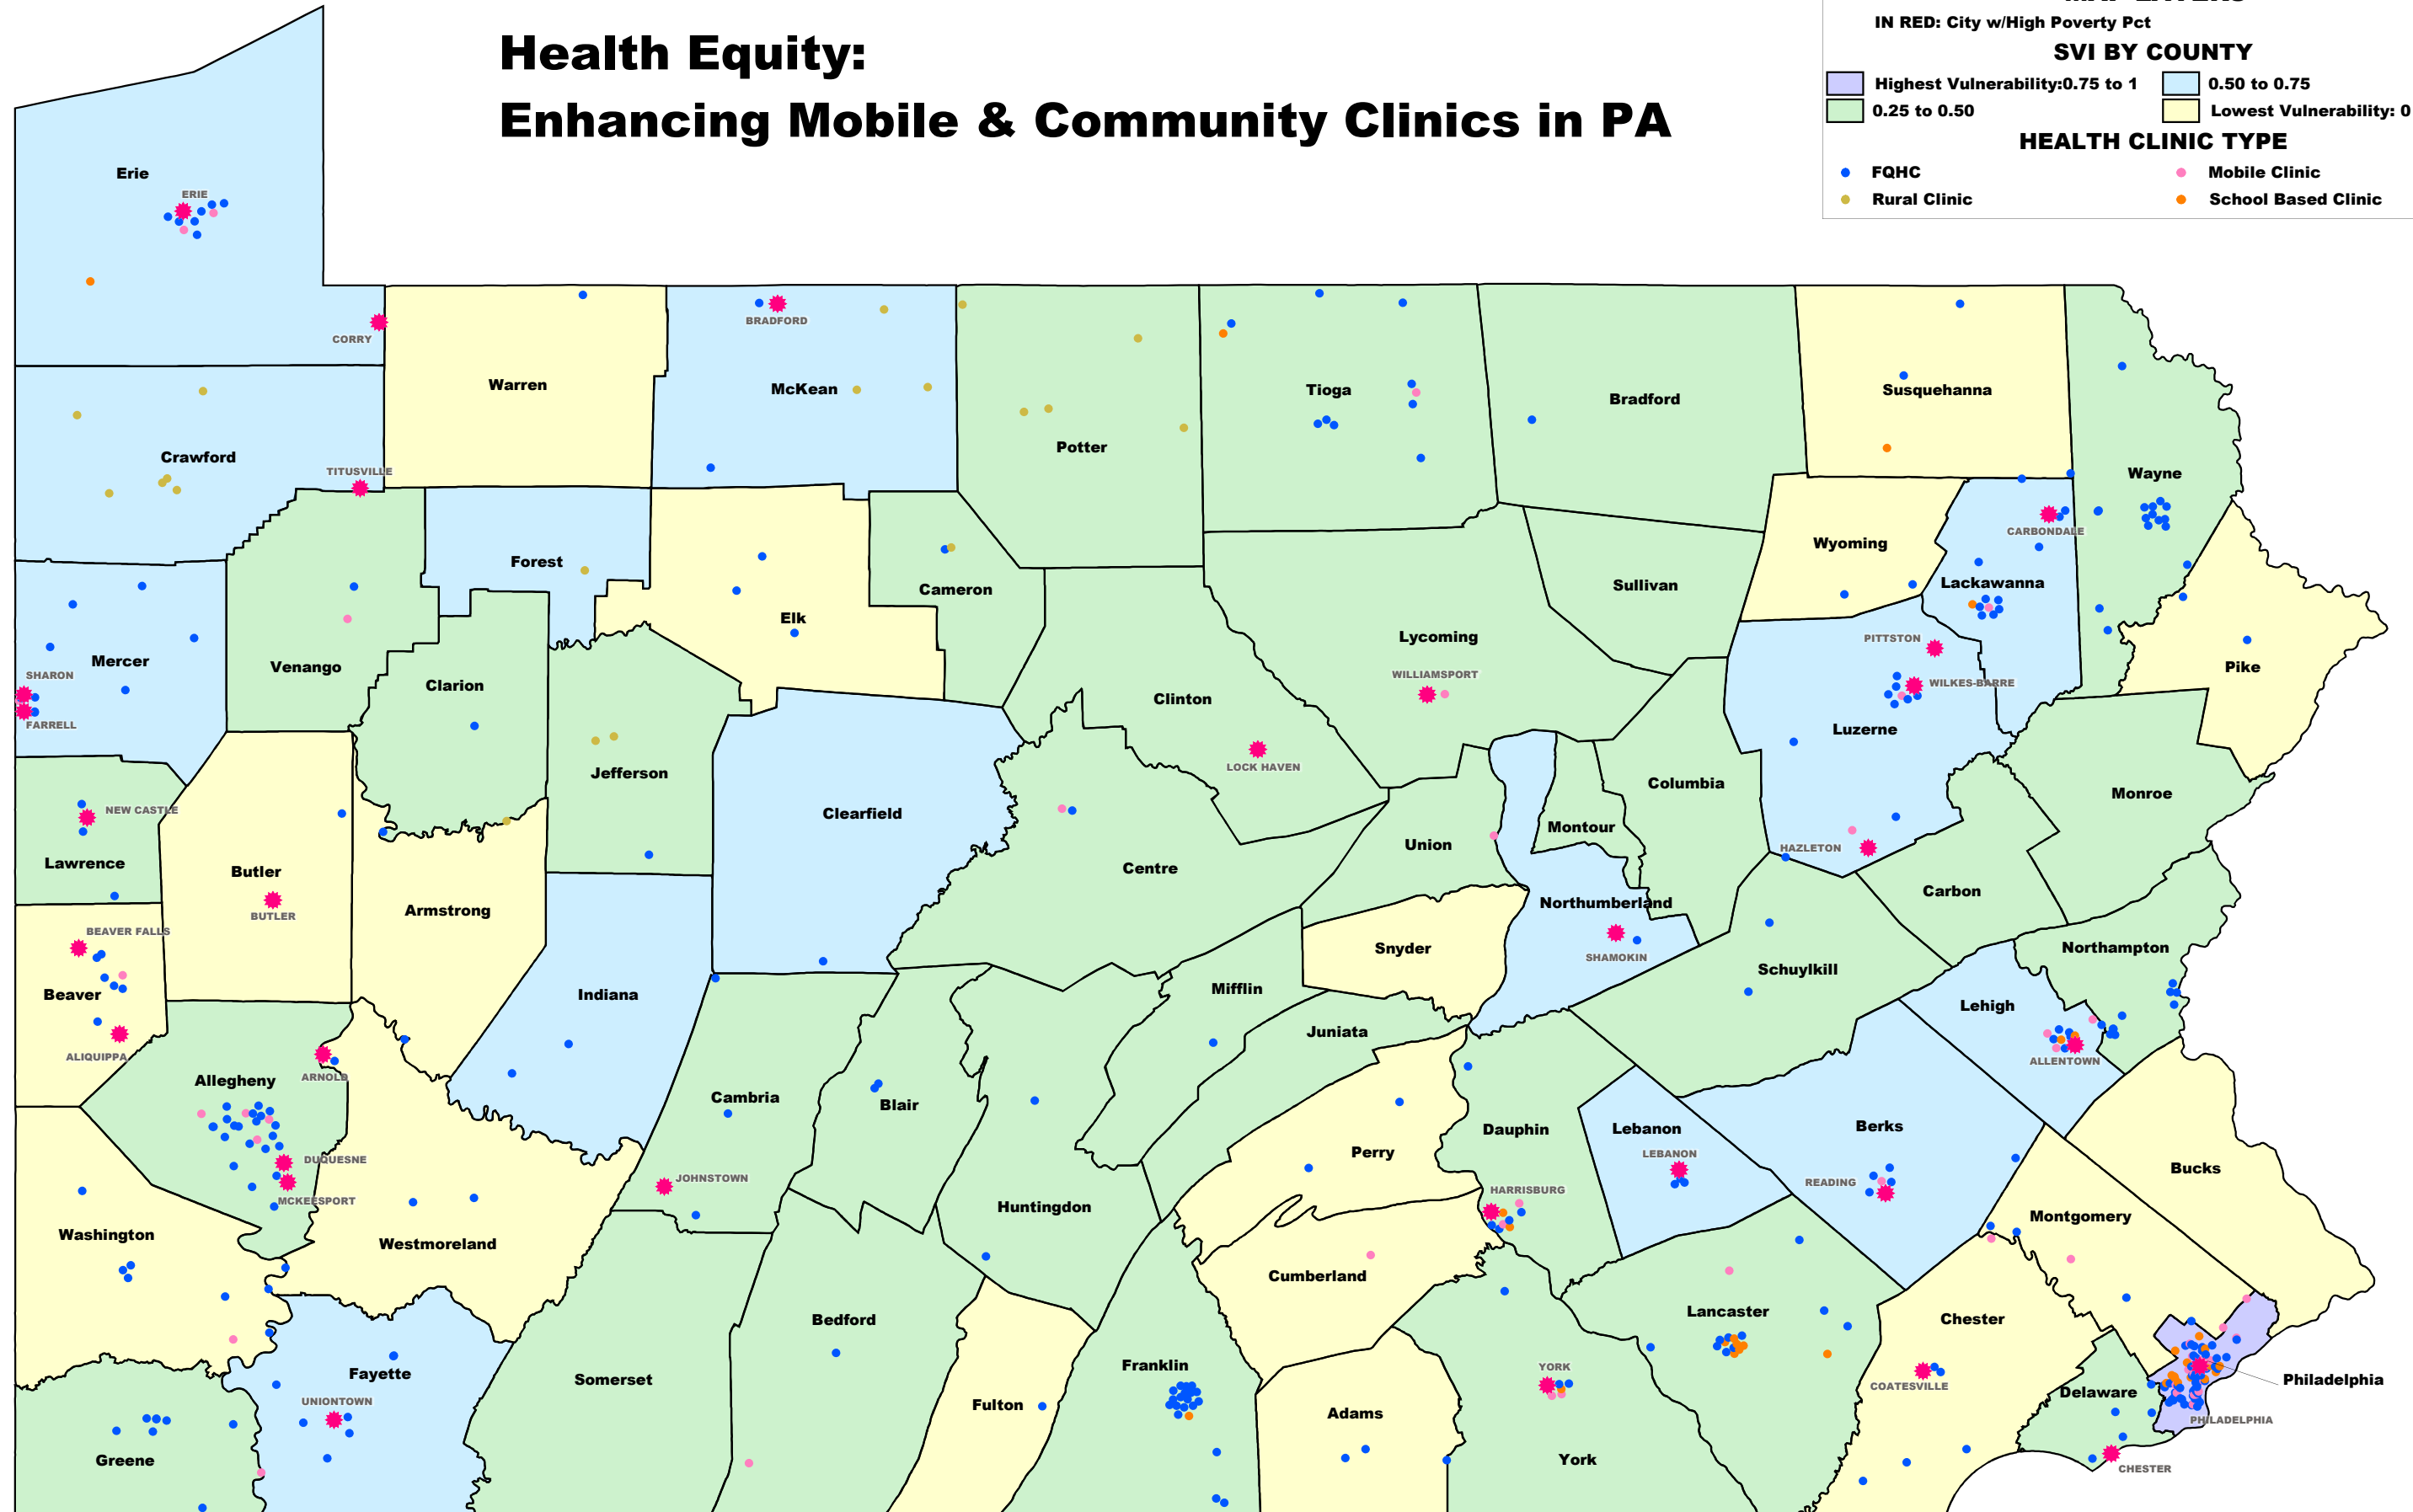 Health Equity:
Enhancing Mobile & Community Clinics in PA
IN RED: City w/High Poverty Pct
SVI BY COUNTY
Highest Vulnerability:0.75 to 1
0.50 to 0.75
0.25 to 0.50
Lowest Vulnerability: 0
HEALTH CLINIC TYPE
FQHC
Mobile Clinic
Rural Clinic
School Based Clinic
Erie
ERIE
CORRY
BRADFORD
Warren
McKean
Tioga
Bradford
Susquehanna
Potter
Crawford
TITUSVILLE
Wayne
CARBONDALE
Wyoming
Forest
Cameron
Sullivan
Lackawanna
Elk
Lycoming
PITTSTON
Mercer
Venango
Pike
SHARON
WILLIAMSPORT
WILKES-BARRE
Clarion
Clinton
FARRELL
Luzerne
LOCK HAVEN
Jefferson
Columbia
Monroe
NEW CASTLE
Clearfield
Montour
Union
HAZLETON
Lawrence
Butler
Centre
Carbon
BUTLER
Armstrong
Northumberland
BEAVER FALLS
Snyder
Northampton
SHAMOKIN
Schuylkill
Beaver
Indiana
Mifflin
Lehigh
Juniata
ALIQUIPPA
ALLENTOWN
ARNOLD
Allegheny
Cambria
Blair
Dauphin
Lebanon
Berks
LEBANON
Perry
DUQUESNE
Bucks
JOHNSTOWN
READING
HARRISBURG
MCKEESPORT
Huntingdon
Montgomery
Washington
Westmoreland
Cumberland
Lancaster
Chester
Bedford
Franklin
YORK
Fayette
Somerset
Philadelphia
COATESVILLE
Delaware
UNIONTOWN
Fulton
Adams
PHILADELPHIA
Greene
York
CHESTER